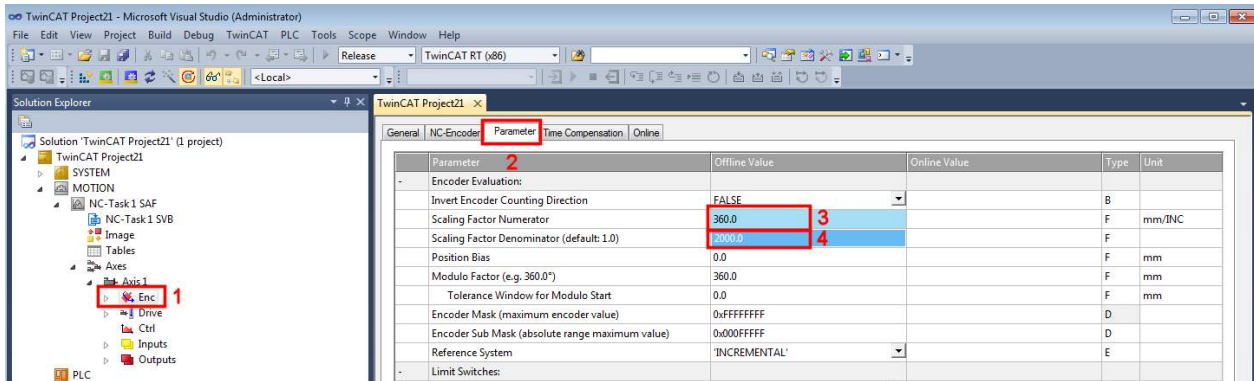 TwinCAT Project21 - Microsoft Visual Studio (Administrator)
File Edit View Project Build Debug TwinCAT PLC Tools Scope Window Help
Release TwinCAT RT (x86)
<Local>
Solution Explorer
TwinCAT Project21
General NC-Encoder Parameter Time Compensation Online
Solution 'TwinCAT Project21' (1 project)
TwinCAT Project21
SYSTEM
MOTION
NC-Task 1 SAF
NC-Task 1 SVB
Image
Tables
Axes
Axis 1
Enc 1
Drive
Ctrl
Inputs
Outputs
PLC
Parameter 2 Offline Value Online Value Type Unit
- Encoder Evaluation:
Invert Encoder Counting Direction FALSE B
Scaling Factor Numerator 360.0 3 F mm/INC
Scaling Factor Denominator (default: 1.0) 2000.0 4 F
Position Bias 0.0 F mm
Modulo Factor (e.g. 360.0°) 360.0 F mm
Tolerance Window for Modulo Start 0.0 F mm
Encoder Mask (maximum encoder value) 0xFFFFFFFF D
Encoder Sub Mask (absolute range maximum value) 0x000FFFFF D
Reference System 'INCREMENTAL' E
- Limit Switches: